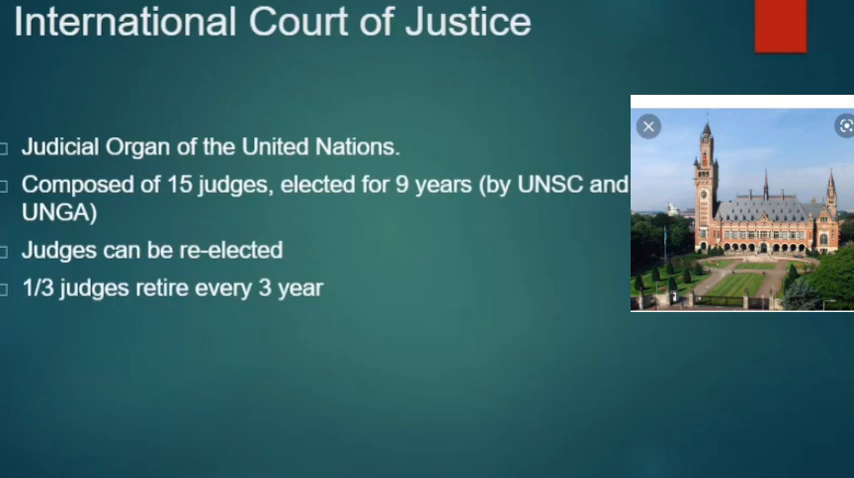 International Court of Justice
Judicial Organ of the United Nations.
Composed of 15 judges, elected for 9 years (by UNSC and
UNGA)
Judges can be re-elected
1/3 judges retire every 3 year